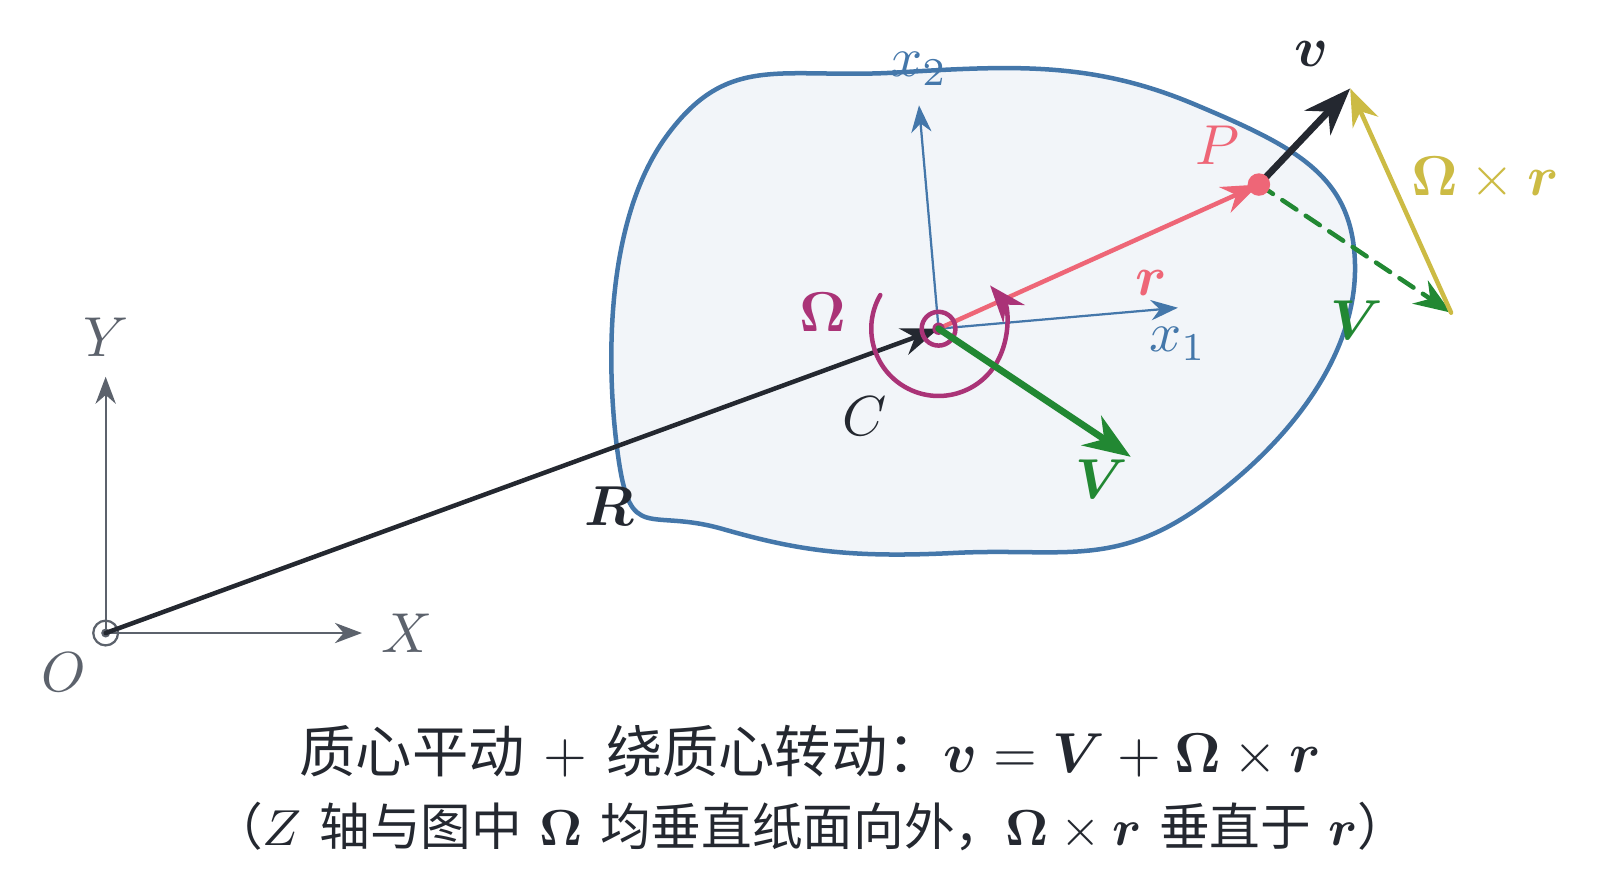 v
x₂
P
Ω × r
r
Ω
V
x₁
Y
C
V
R
X
O
质心平动 + 绕质心转动：v = V + Ω × r
（Z 轴与图中 Ω 均垂直纸面向外，Ω × r 垂直于 r）